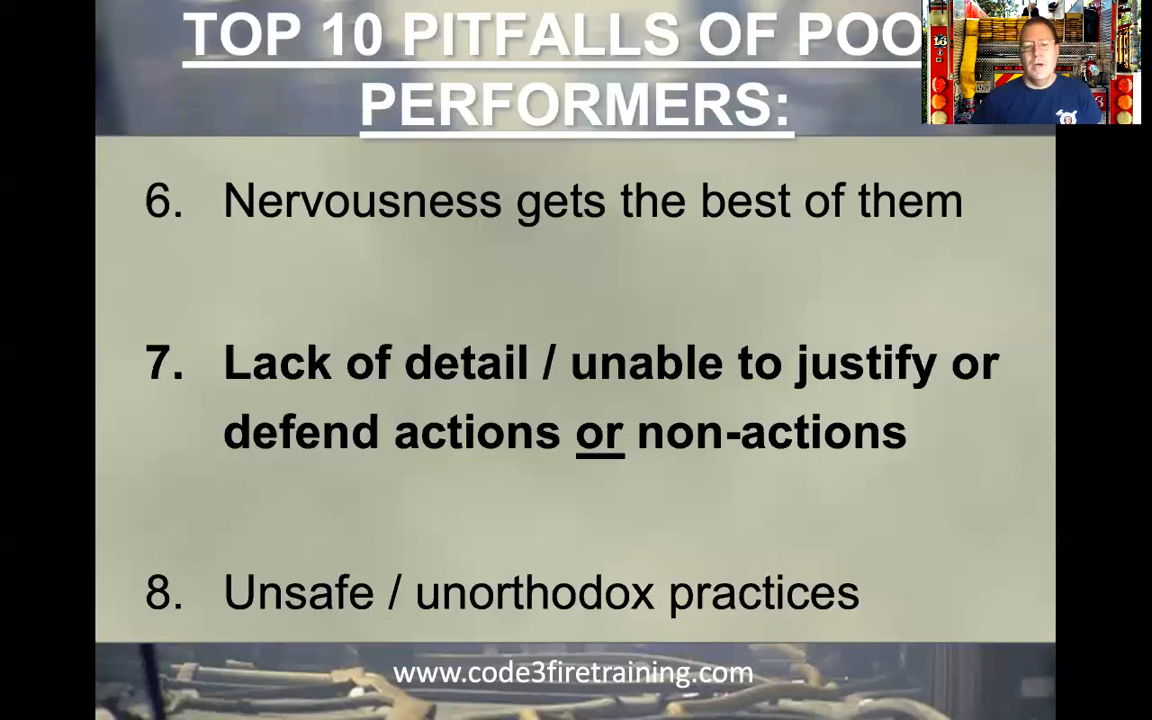 TOP 10 PITFALLS OF POO
PERFORMERS:
6. Nervousness gets the best of them
7. Lack of detail / unable to justify or
defend actions or non-actions
8. Unsafe / unorthodox practices
www.code3firetraining.com